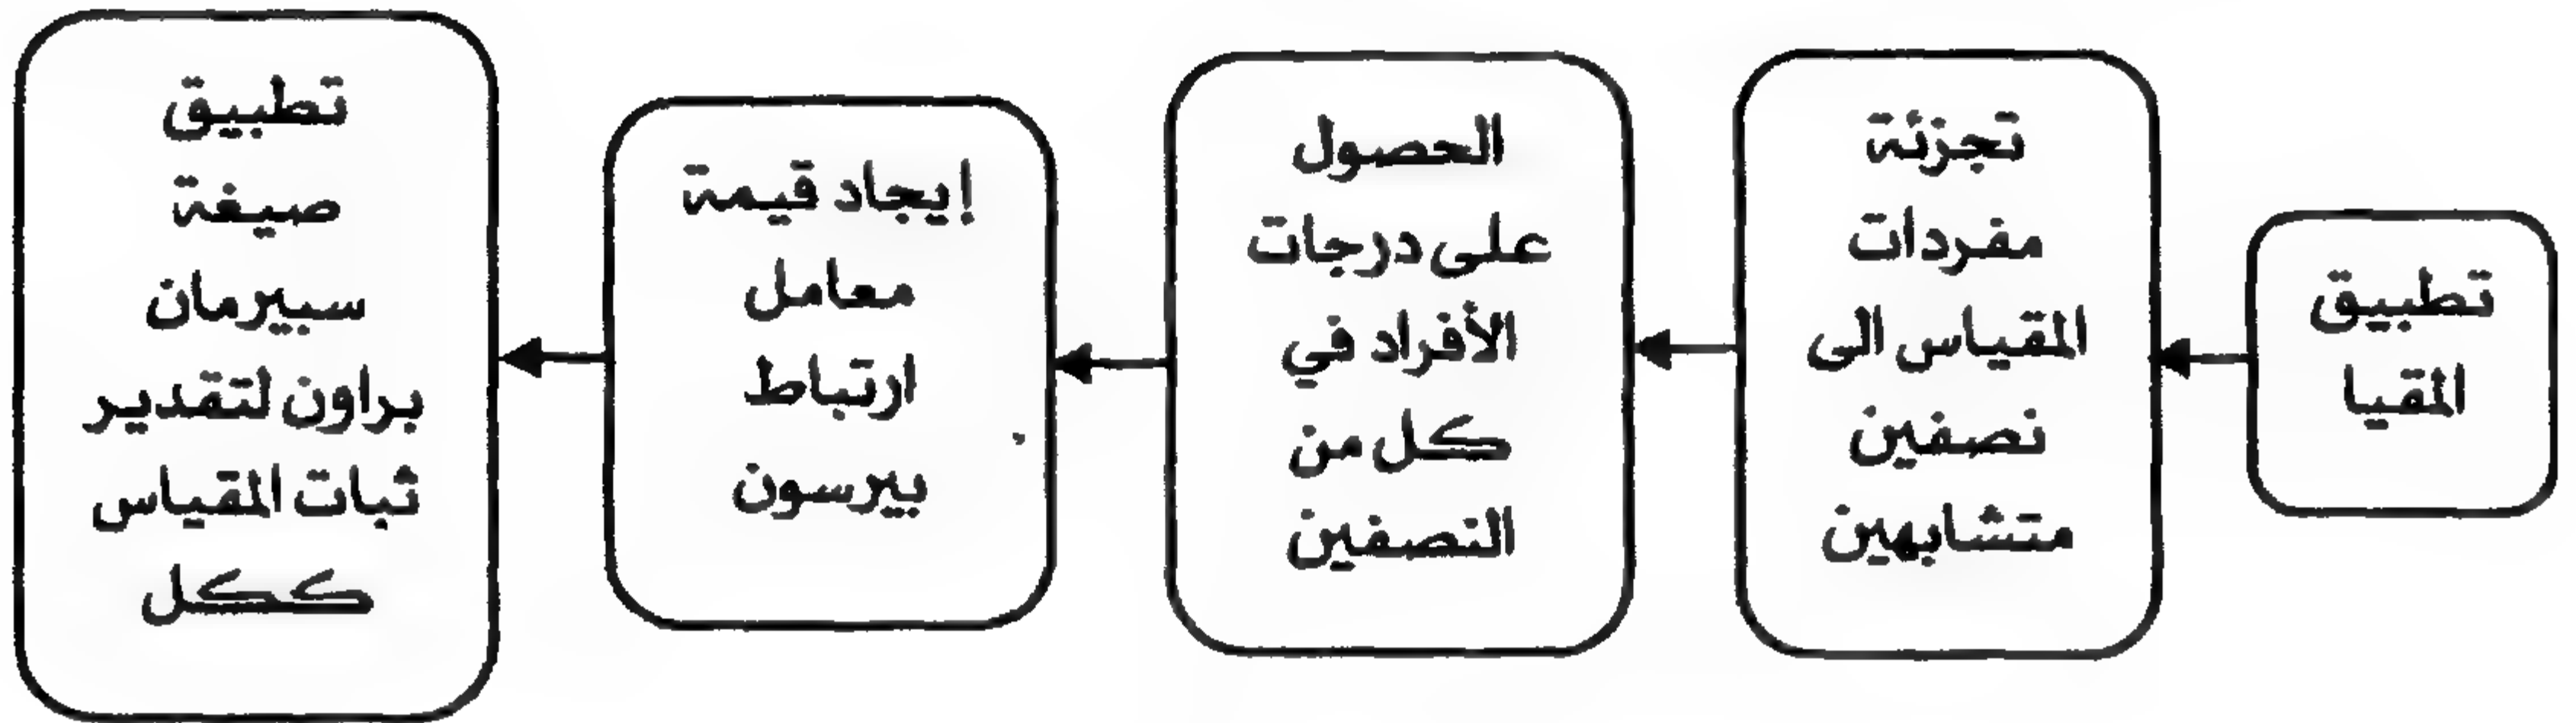 تطبيق
المقيا
تجزئة
مفردات
المقياس الى
نصفين
متشابهين
الحصول
على درجات
الأفراد في
كل من
النصفين
إيجاد قيمة
معامل
ارتباط
بيرسون
تطبيق
صيغة
سبيرمان
براون لتقدير
ثبات المقياس
ككل